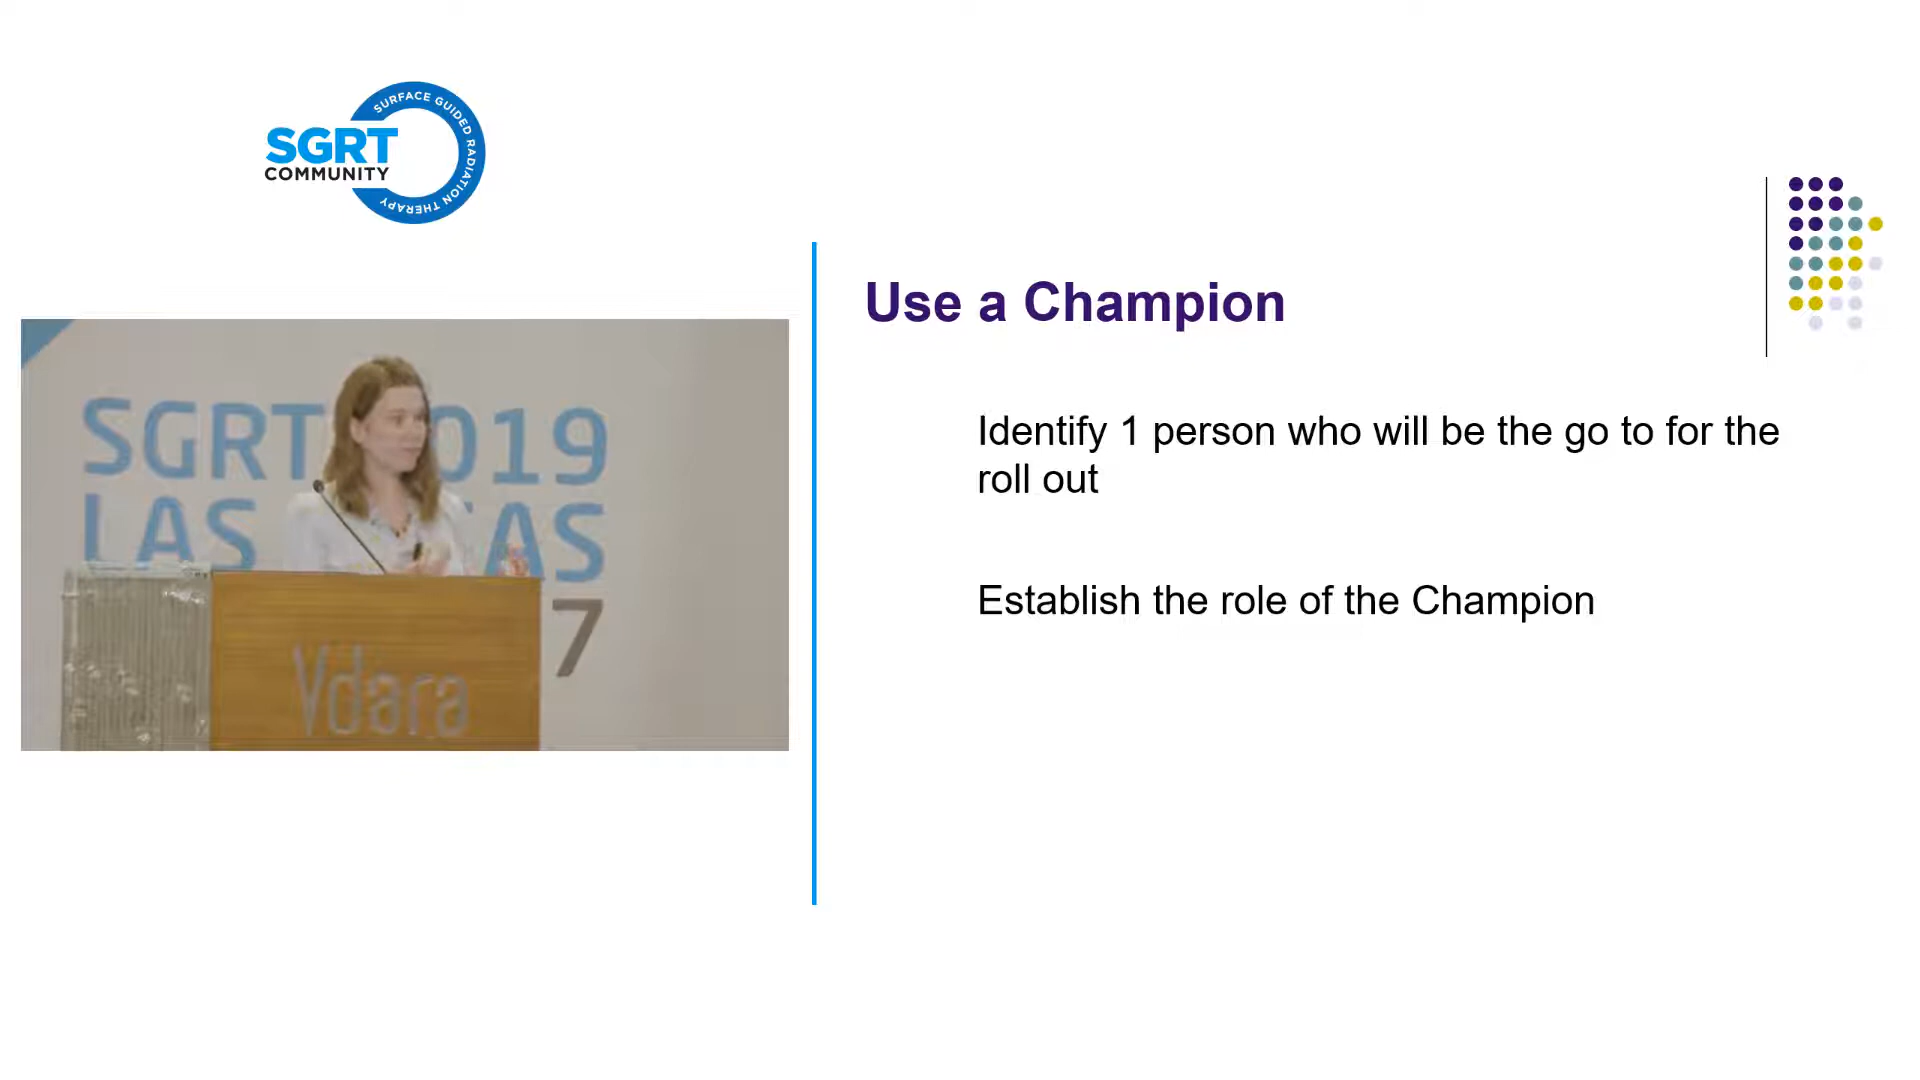 SURFACE GUIDED RADIATION THERAPY
SGRT
COMMUNITY
Use a Champion
Identify 1 person who will be the go to for the
roll out
Establish the role of the Champion
SGRT 019
LAS AS
7
Vdara